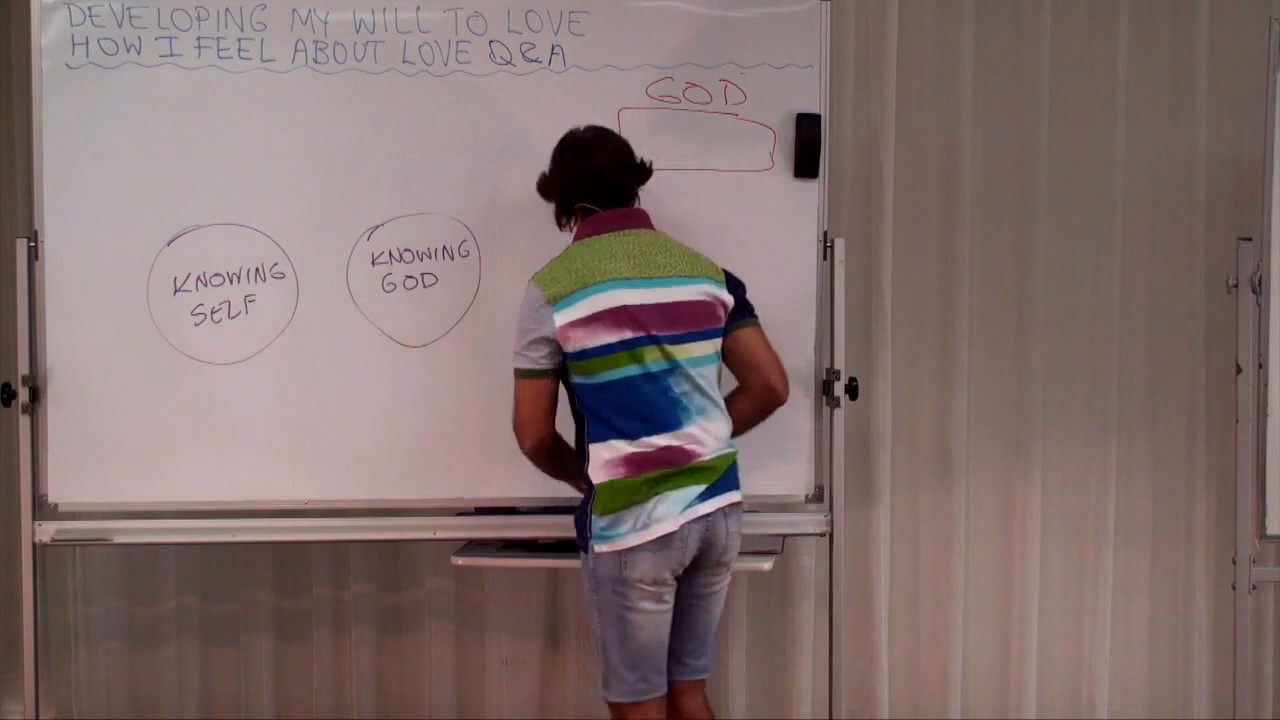 DEVELOPING MY WILL TO LOVE
HOW I FEEL ABOUT LOVE Q&A
GOD
KNOWING
SELF
KNOWING
GOD